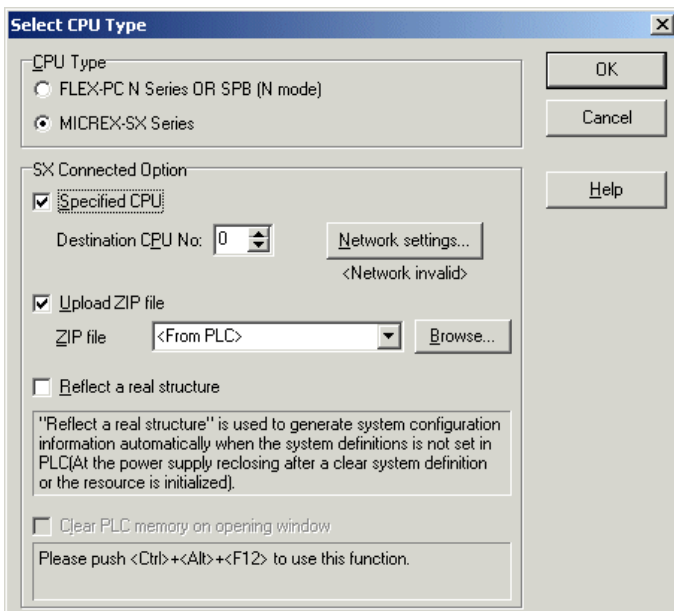 Select CPU Type
CPU Type
FLEX-PC N Series OR SPB (N mode)
MICREX-SX Series
OK
Cancel
Help
SX Connected Option
Specified CPU
Destination CPU No: 0 Network settings...
<Network invalid>
Upload ZIP file
ZIP file <From PLC> Browse...
Reflect a real structure
"Reflect a real structure" is used to generate system configuration
information automatically when the system definitions is not set in
PLC(At the power supply reclosing after a clear system definition
or the resource is initialized).
Clear PLC memory on opening window
Please push <Ctrl>+<Alt>+<F12> to use this function.